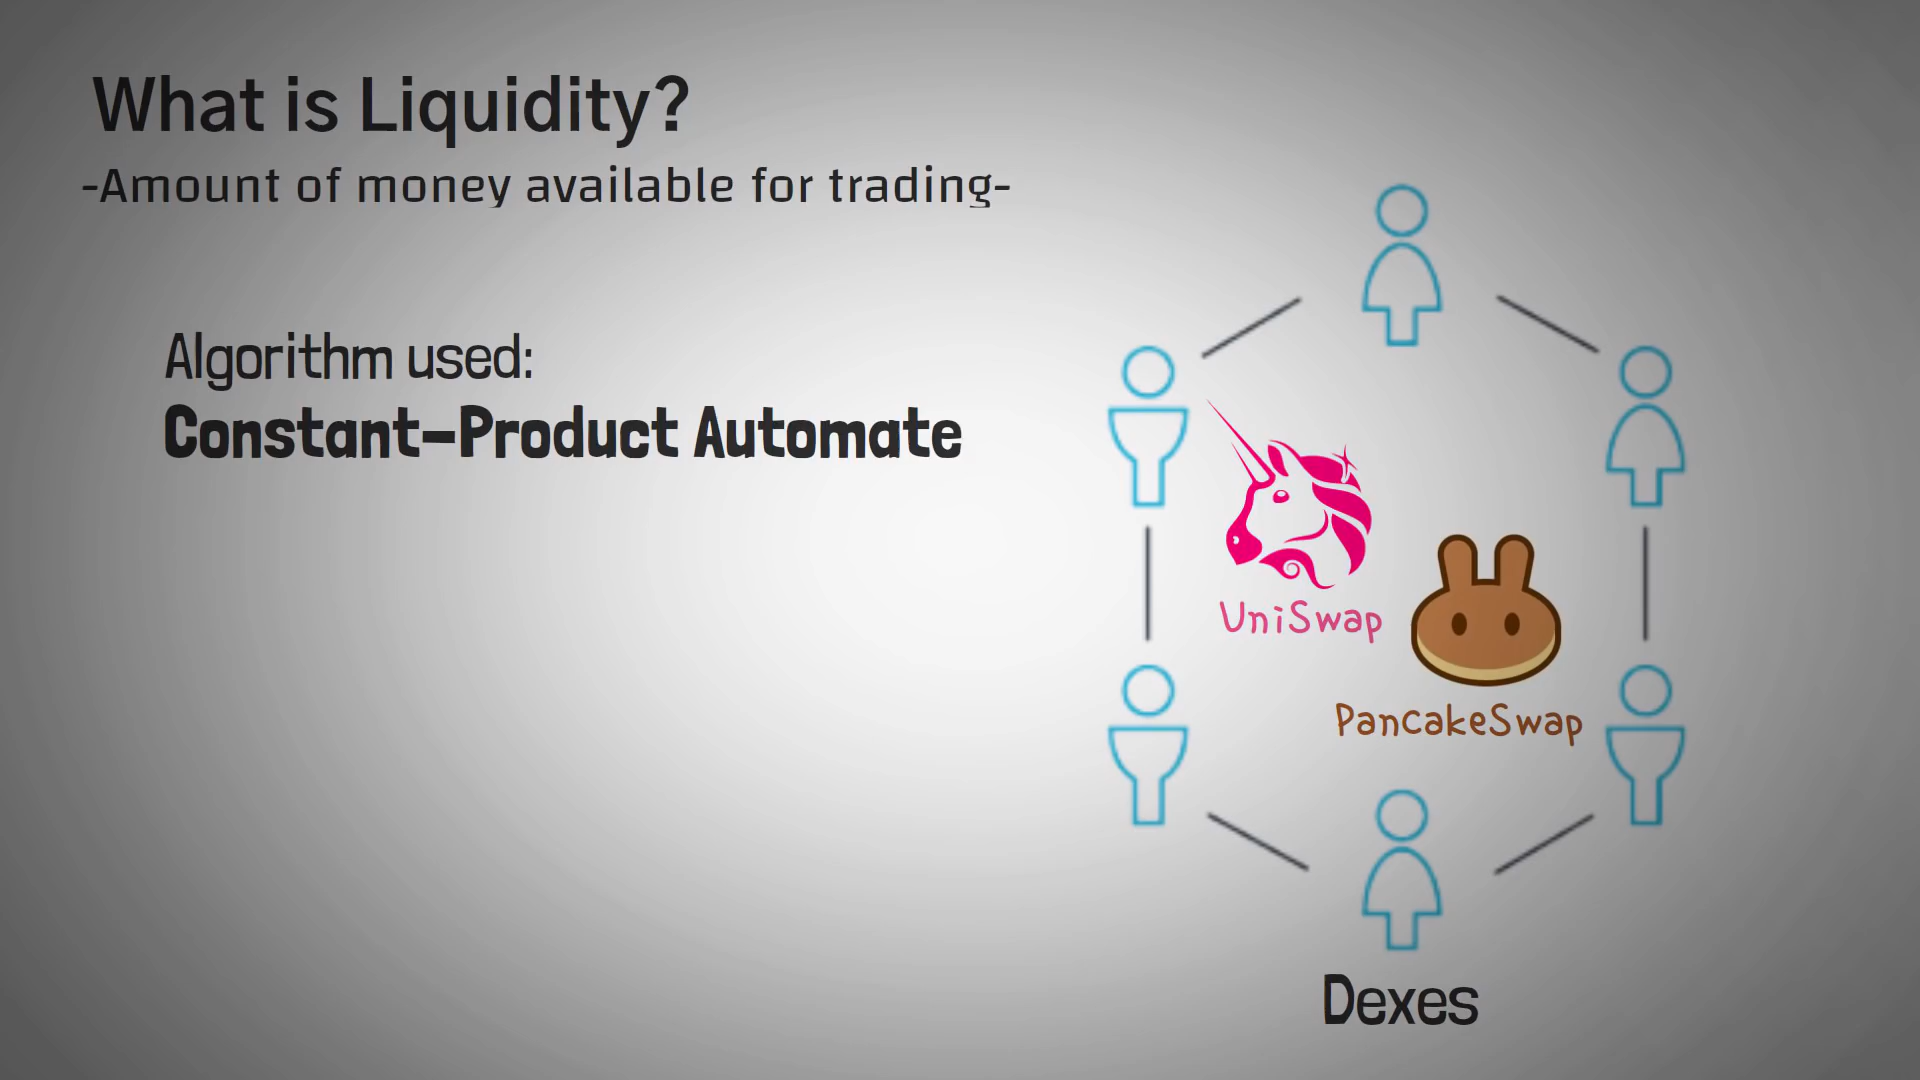 What is Liquidity?
-Amount of money available for trading-
Algorithm used:
Constant-Product Automate
UniSwap
PancakeSwap
Dexes